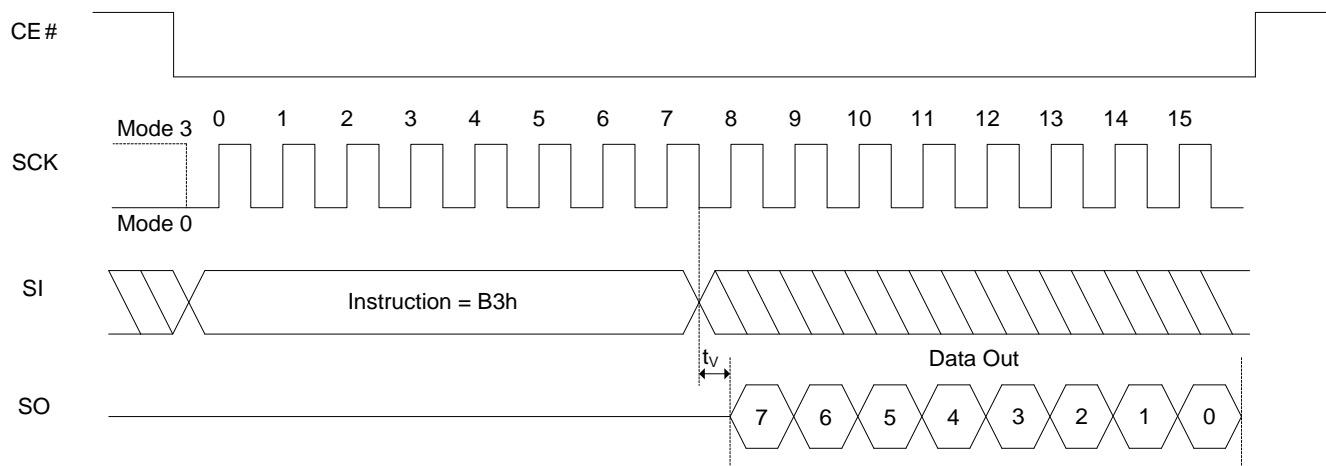 CE#
Mode 3
0 1 2 3 4 5 6 7 8 9 10 11 12 13 14 15
SCK
Mode 0
SI
Instruction = B3h
tV
Data Out
SO
7 6 5 4 3 2 1 0